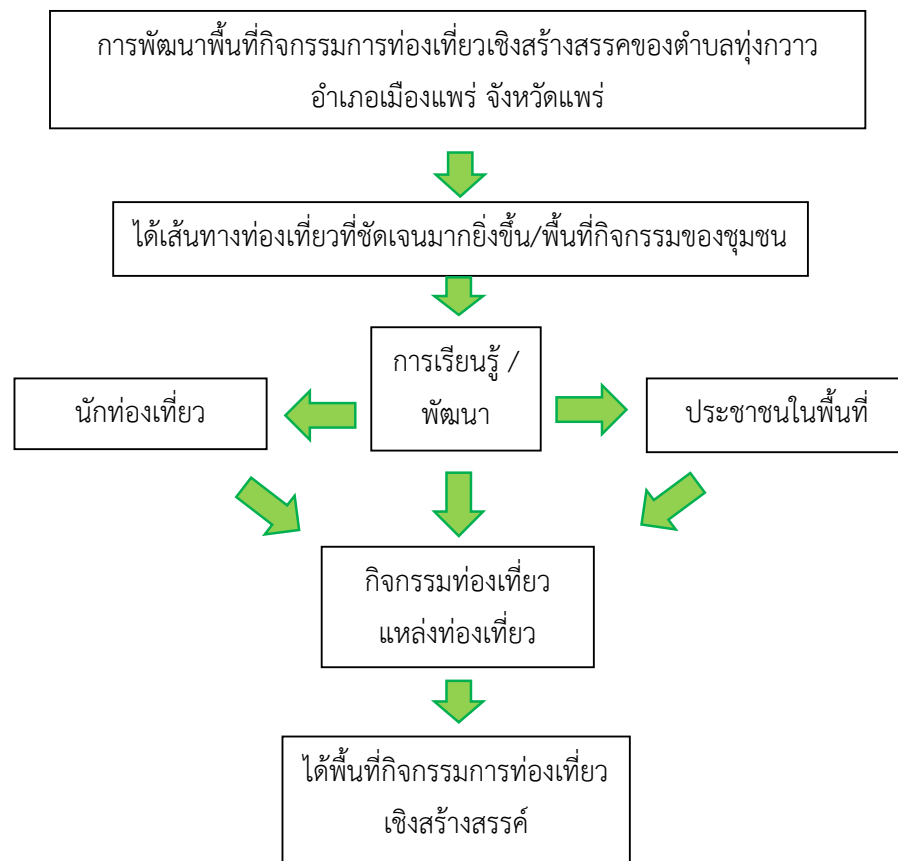 การพัฒนาพื้นที่กิจกรรมการท่องเที่ยวเชิงสร้างสรรคของตำบลทุ่งกวาว
อำเภอเมืองแพร่ จังหวัดแพร่
ได้เส้นทางท่องเที่ยวที่ชัดเจนมากยิ่งขึ้น/พื้นที่กิจกรรมของชุมชน
การเรียนรู้ /
พัฒนา
นักท่องเที่ยว
ประชาชนในพื้นที่
กิจกรรมท่องเที่ยว
แหล่งท่องเที่ยว
ได้พื้นที่กิจกรรมการท่องเที่ยว
เชิงสร้างสรรค์